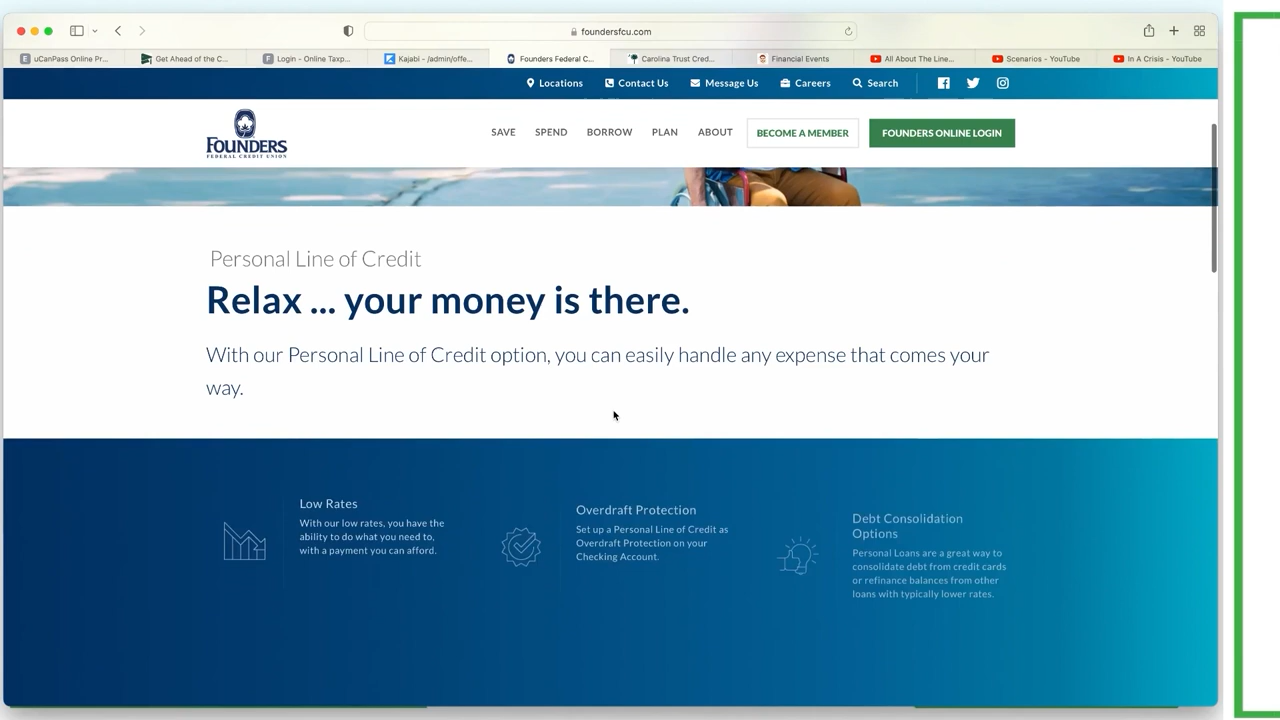 foundersfcu.com
uCanPass Online Pr...
Get Ahead of the C...
Login - Online Taxp...
Kajabi - /admin/offe...
Founders Federal C...
Carolina Trust Cred...
Financial Events
All About The Line...
Scenarios - YouTube
In A Crisis - YouTube
Locations Contact Us Message Us Careers Search
FOUNDERS
FEDERAL CREDIT UNION
SAVE SPEND BORROW PLAN ABOUT BECOME A MEMBER FOUNDERS ONLINE LOGIN
Personal Line of Credit
Relax ... your money is there.
With our Personal Line of Credit option, you can easily handle any expense that comes your
way.
Low Rates
With our low rates, you have the
ability to do what you need to,
with a payment you can afford.
Overdraft Protection
Set up a Personal Line of Credit as
Overdraft Protection on your
Checking Account.
Debt Consolidation
Options
Personal Loans are a great way to
consolidate debt from credit cards
or refinance balances from other
loans with typically lower rates.